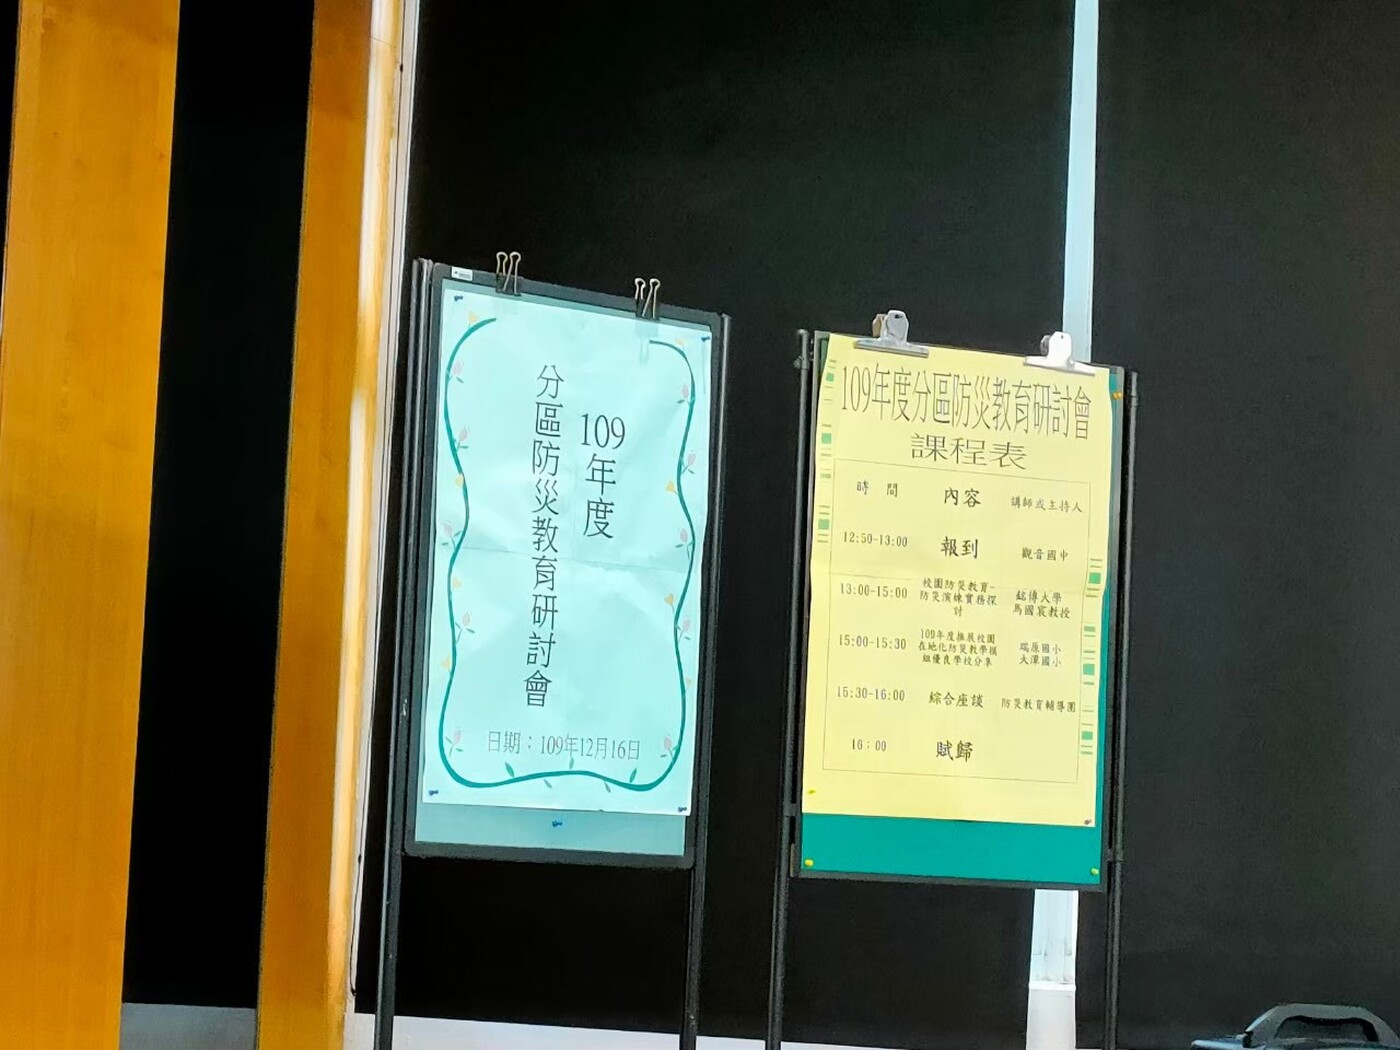 109年度
分區防災教育研討會
日期：109年12月16日
109年度分區防災教育研討會
課程表
時 間 內容 講師或主持人
12:50-13:00 報到 觀音國中
13:00-15:00 校園防災教育-
防災演練實務探
討
銘傳大學
馬國宸教授
15:00-15:30 109年度推展校園
在地化防災教學模
組優良學校分享
瑞原國小
大潭國小
15:30-16:00 綜合座談 防災教育輔導團
16：00 賦歸